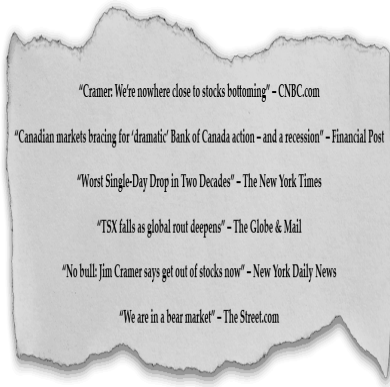 “Cramer: We’re nowhere close to stocks bottoming” – CNBC.com
“Canadian markets bracing for ‘dramatic’ Bank of Canada action – and a recession” – Financial Post
“Worst Single-Day Drop in Two Decades” – The New York Times
“TSX falls as global rout deepens” – The Globe & Mail
“No bull: Jim Cramer says get out of stocks now” – New York Daily News
“We are in a bear market” – The Street.com